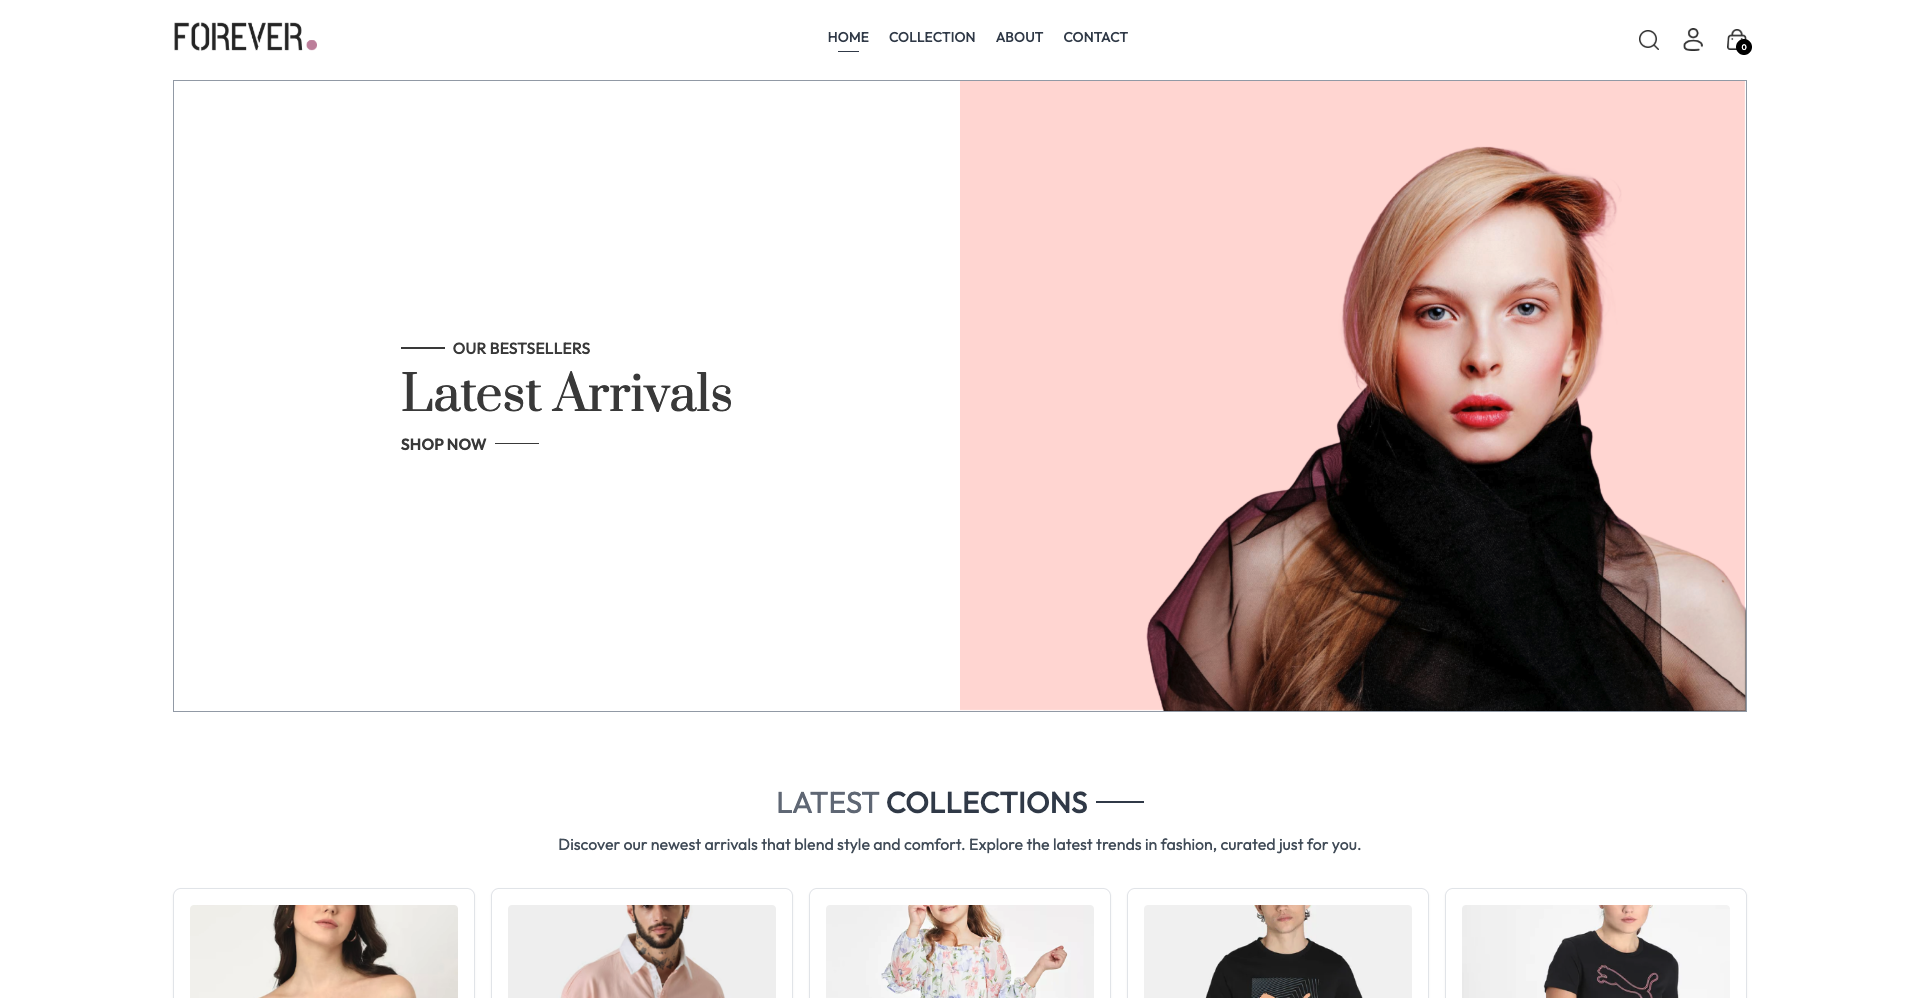 FOREVER.
HOME COLLECTION ABOUT CONTACT
0
OUR BESTSELLERS
Latest Arrivals
SHOP NOW
LATEST COLLECTIONS
Discover our newest arrivals that blend style and comfort. Explore the latest trends in fashion, curated just for you.